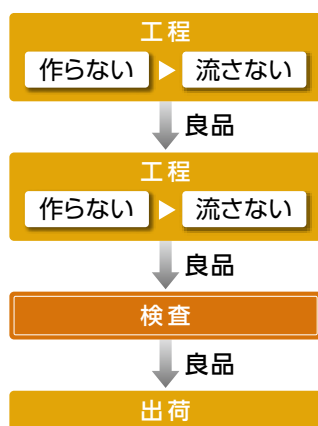 工程
作らない ▶ 流さない
良品
工程
作らない ▶ 流さない
良品
検査
良品
出荷